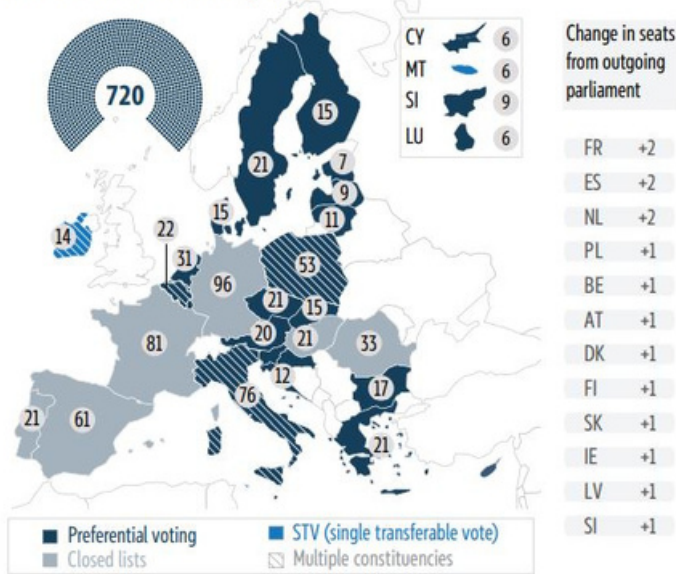 720
CY 6
MT 6
SI 9
LU 6
Change in seats
from outgoing
parliament
FR +2
ES +2
NL +2
PL +1
BE +1
AT +1
DK +1
FI +1
SK +1
IE +1
LV +1
SI +1
15
21
7
9
15
11
14
22
31
53
96
21
15
20
21
33
81
12
17
76
21
61
21
Preferential voting
STV (single transferable vote)
Closed lists
Multiple constituencies